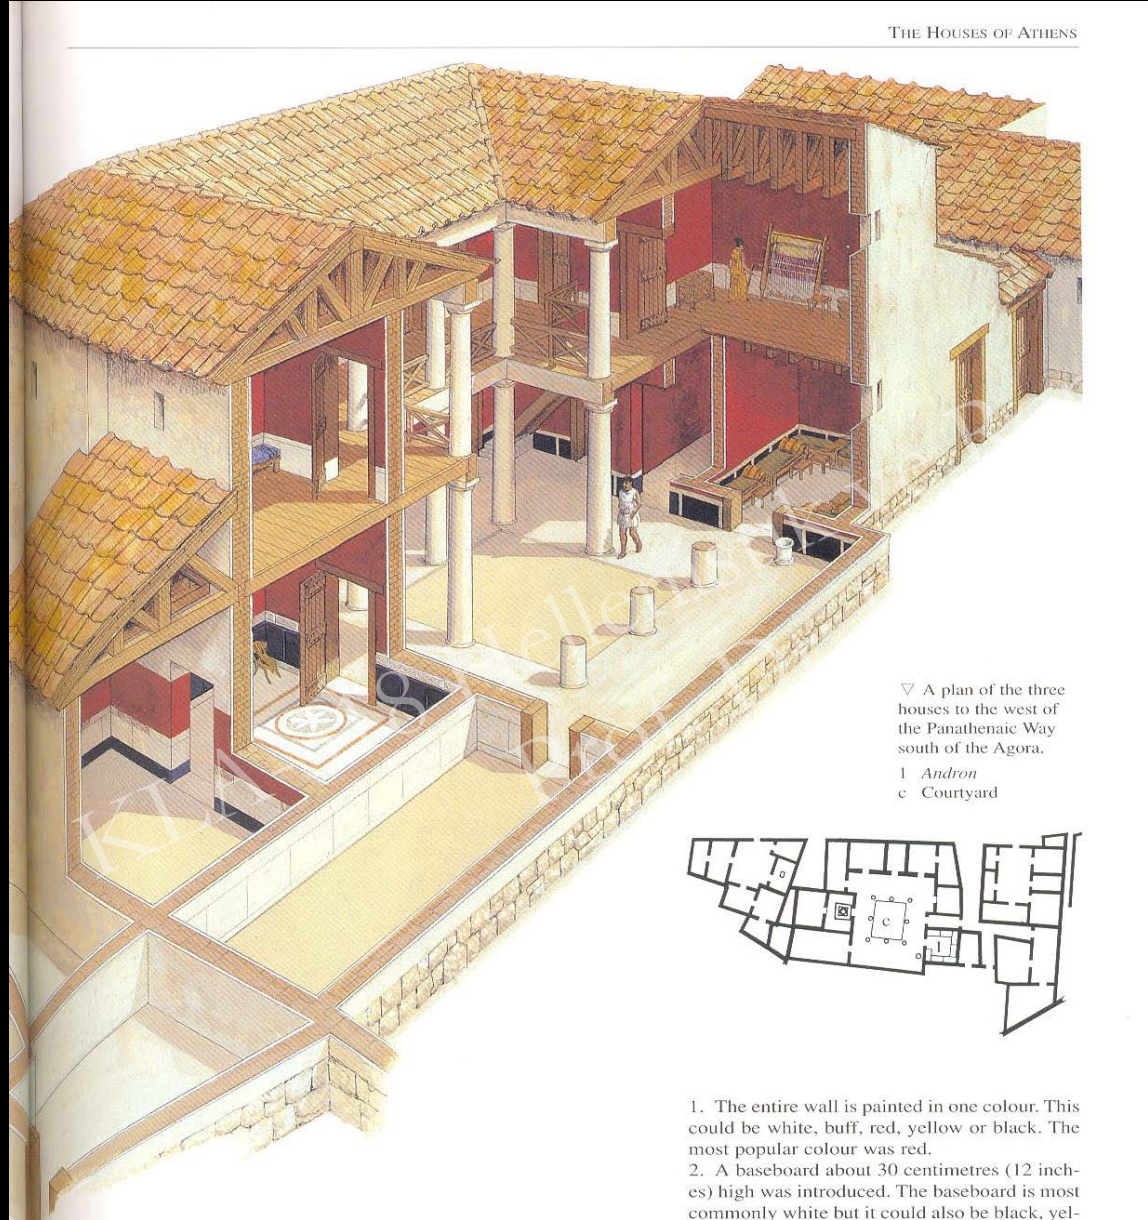 THE HOUSES OF ATHENS
▽ A plan of the three
houses to the west of
the Panathenaic Way
south of the Agora.
1 Andron
c Courtyard
c
1
1. The entire wall is painted in one colour. This
could be white, buff, red, yellow or black. The
most popular colour was red.
2. A baseboard about 30 centimetres (12 inch-
es) high was introduced. The baseboard is most
commonly white but it could also be black, yel-